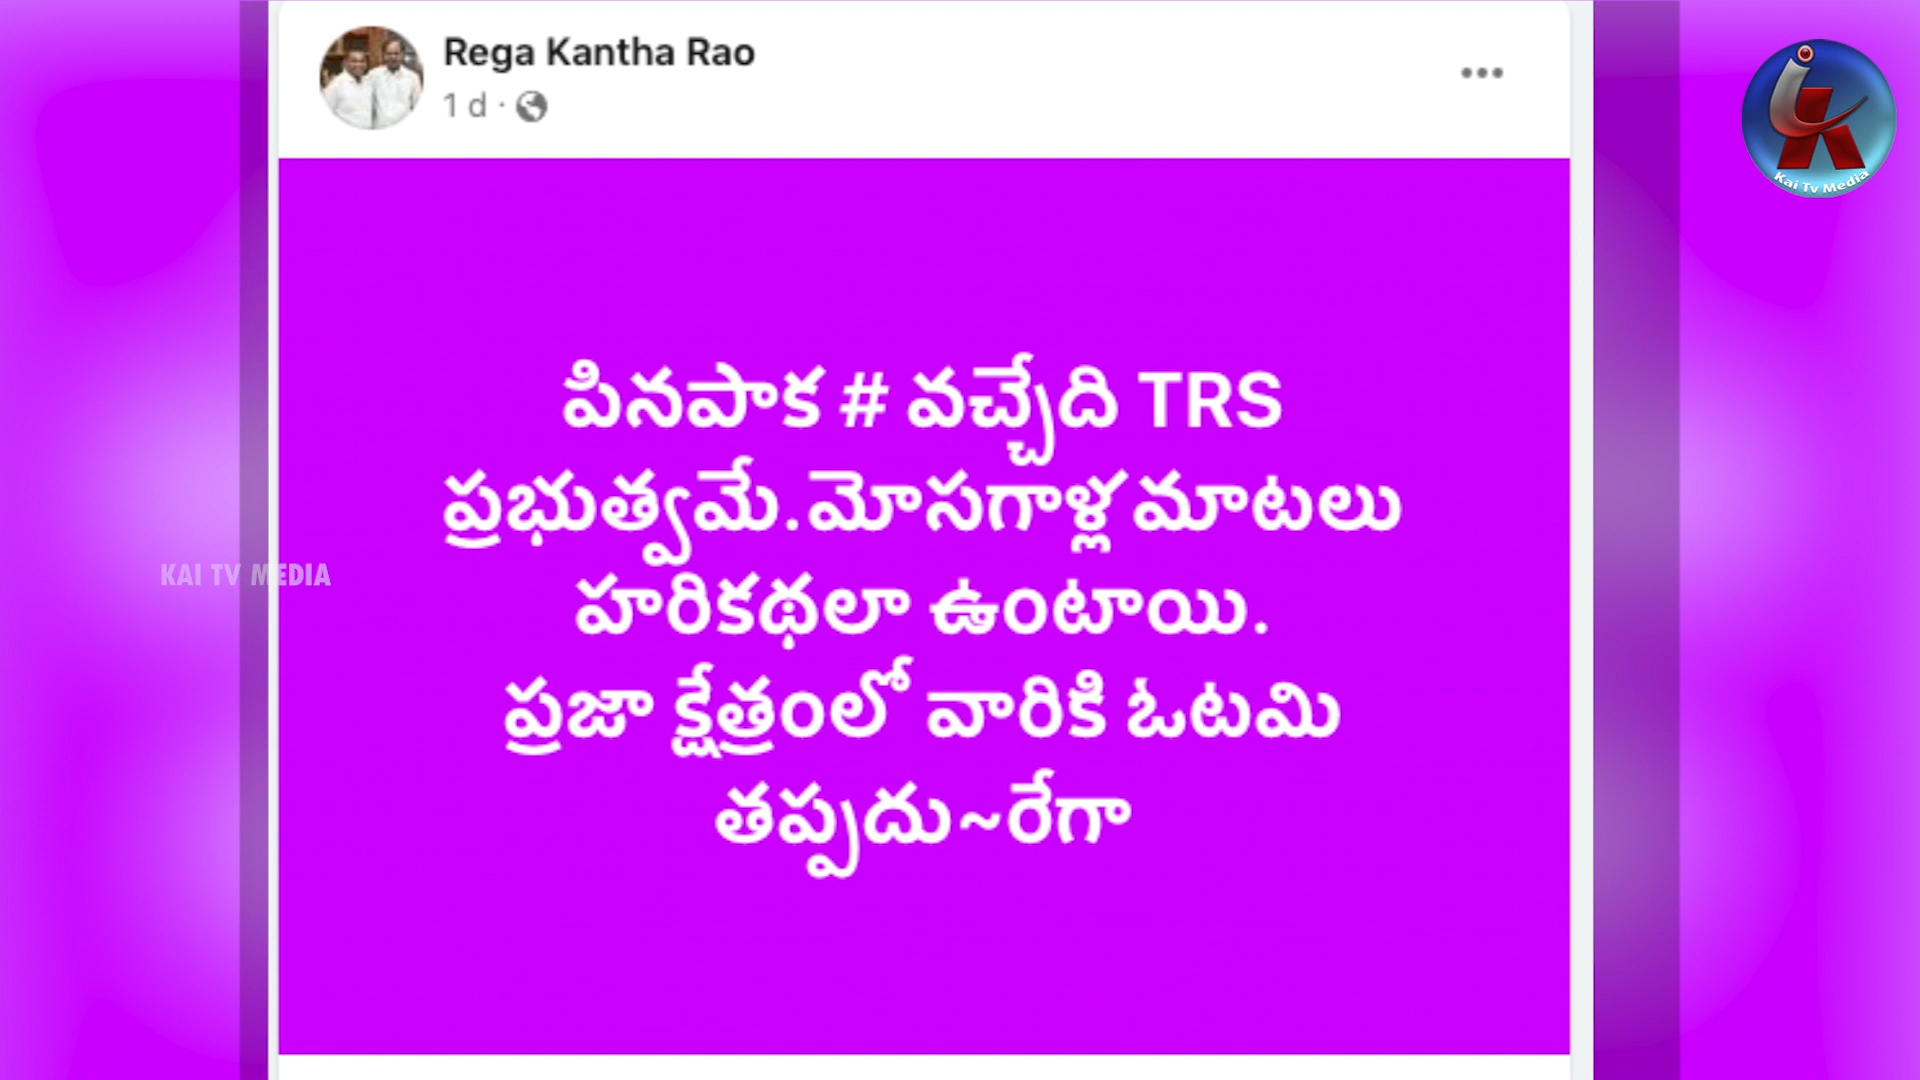 Rega Kantha Rao
1 d ·
Kai Tv Media
పినపాక # వచ్చేది TRS
ప్రభుత్వమే.మోసగాళ్ల మాటలు
KAI TV MEDIA
హరికథలా ఉంటాయి.
ప్రజా క్షేత్రంలో వారికి ఓటమి
తప్పదు~రేగా